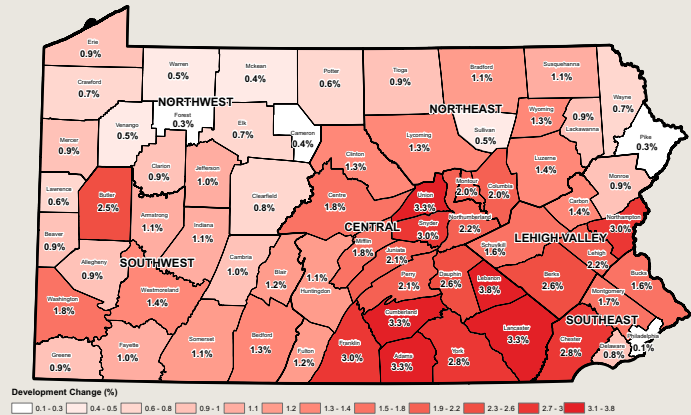 Erie
0.9%
Crawford
0.7%
Warren
0.5%
Mckean
0.4%
Potter
0.6%
Tioga
0.9%
Bradford
1.1%
Susquehanna
1.1%
Wayne
0.7%
NORTHWEST
Forest
0.3%
Venango
0.5%
Elk
0.7%
Cameron
0.4%
NORTHEAST
Sullivan
0.5%
Wyoming
1.3%
0.9%
Lackawanna
Pike
0.3%
Mercer
0.9%
Clarion
0.9%
Jefferson
1.0%
Clinton
1.3%
Lycoming
1.3%
Luzerne
1.4%
Monroe
0.9%
Lawrence
0.6%
Butler
2.5%
Clearfield
0.8%
Centre
1.8%
Union
3.3%
Montour
2.0%
Columbia
2.0%
Carbon
1.4%
Northampton
3.0%
Armstrong
1.1%
Indiana
1.1%
CENTRAL
Snyder
3.0%
Northumberland
2.2%
Schuylkill
1.6%
LEHIGH VALLEY
Lehigh
2.2%
Beaver
0.9%
Allegheny
0.9%
SOUTHWEST
Cambria
1.0%
Blair
1.2%
1.1%
Huntingdon
Mifflin
1.8%
Juniata
2.1%
Perry
2.1%
Dauphin
2.6%
Lebanon
3.8%
Berks
2.6%
Bucks
1.6%
Montgomery
1.7%
Washington
1.8%
Westmoreland
1.4%
Cumberland
3.3%
Lancaster
3.3%
SOUTHEAST
Chester
2.8%
Delaware
0.8%
Philadelphia
0.1%
Greene
0.9%
Fayette
1.0%
Somerset
1.1%
Bedford
1.3%
Fulton
1.2%
Franklin
3.0%
Adams
3.3%
York
2.8%
Development Change (%)
0.1 - 0.3 0.4 - 0.5 0.6 - 0.8 0.9 - 1 1.1 1.2 1.3 - 1.4 1.5 - 1.8 1.9 - 2.2 2.3 - 2.6 2.7 - 3 3.1 - 3.8